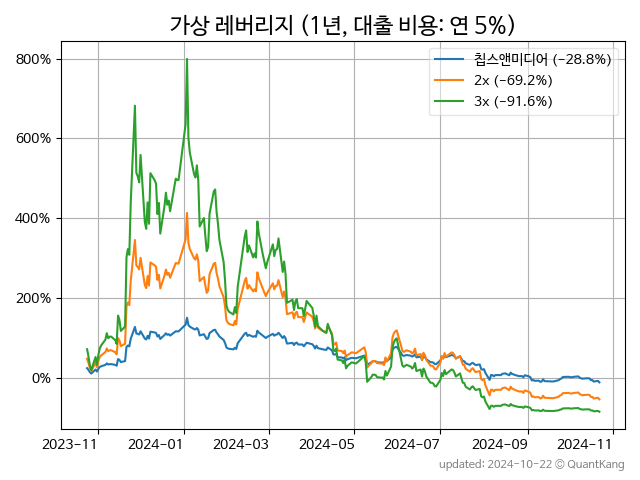 가상 레버리지 (1년, 대출 비용: 연 5%)
칩스앤미디어 (-28.8%)
2x (-69.2%)
3x (-91.6%)
800%
600%
400%
200%
0%
2023-11 2024-01 2024-03 2024-05 2024-07 2024-09 2024-11
updated: 2024-10-22 © QuantKang